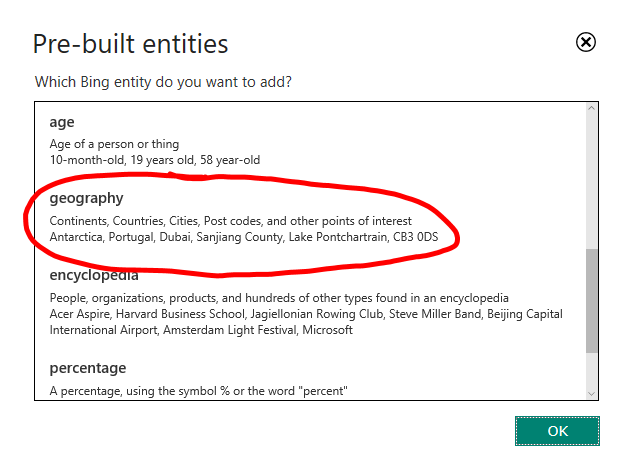 Pre-built entities
Which Bing entity do you want to add?
age
Age of a person or thing
10-month-old, 19 years old, 58 year-old
geography
Continents, Countries, Cities, Post codes, and other points of interest
Antarctica, Portugal, Dubai, Sanjiang County, Lake Pontchartrain, CB3 0DS
encyclopedia
People, organizations, products, and hundreds of other types found in an encyclopedia
Acer Aspire, Harvard Business School, Jagiellonian Rowing Club, Steve Miller Band, Beijing Capital
International Airport, Amsterdam Light Festival, Microsoft
percentage
A percentage, using the symbol % or the word "percent"
OK